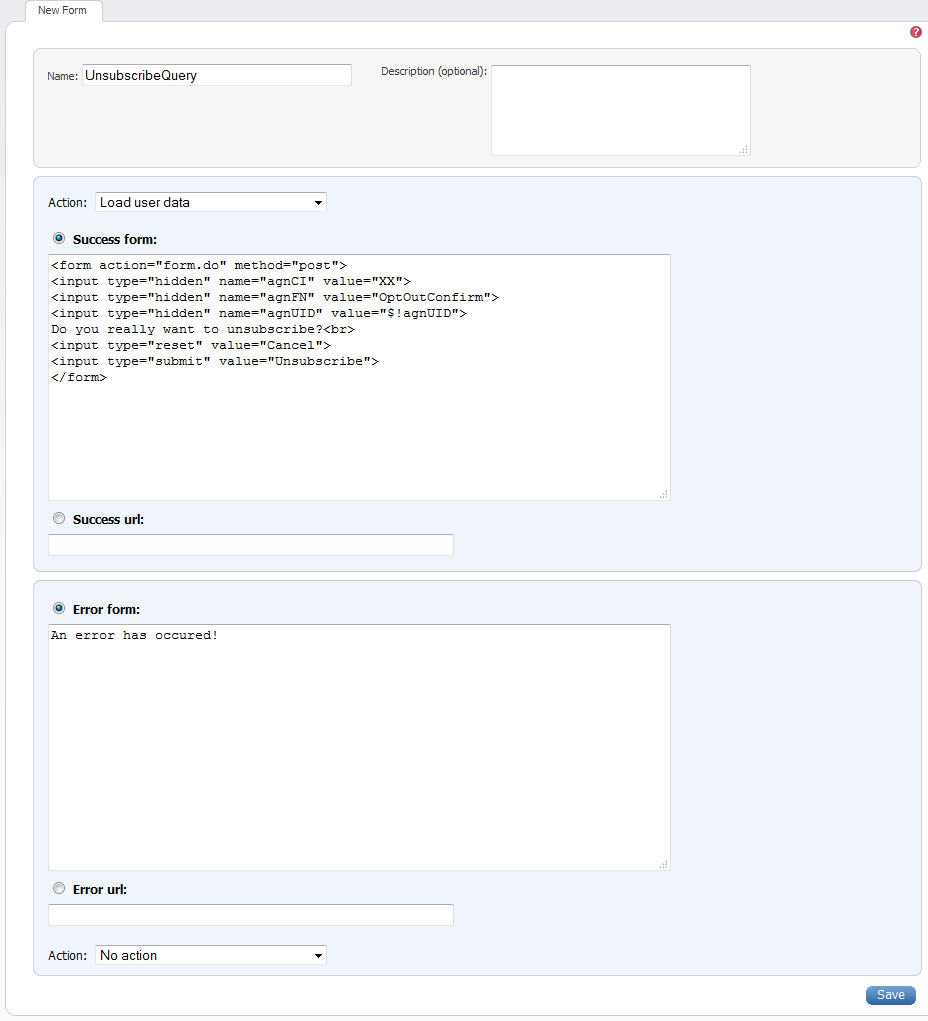 New Form
?
Name: UnsubscribeQuery
Description (optional):
Action: Load user data
Success form:
<form action="form.do" method="post">
<input type="hidden" name="agnCI" value="XX">
<input type="hidden" name="agnFN" value="OptOutConfirm">
<input type="hidden" name="agnUID" value="$!agnUID">
Do you really want to unsubscribe?<br>
<input type="reset" value="Cancel">
<input type="submit" value="Unsubscribe">
</form>
Success url:
Error form:
An error has occured!
Error url:
Action: No action
Save